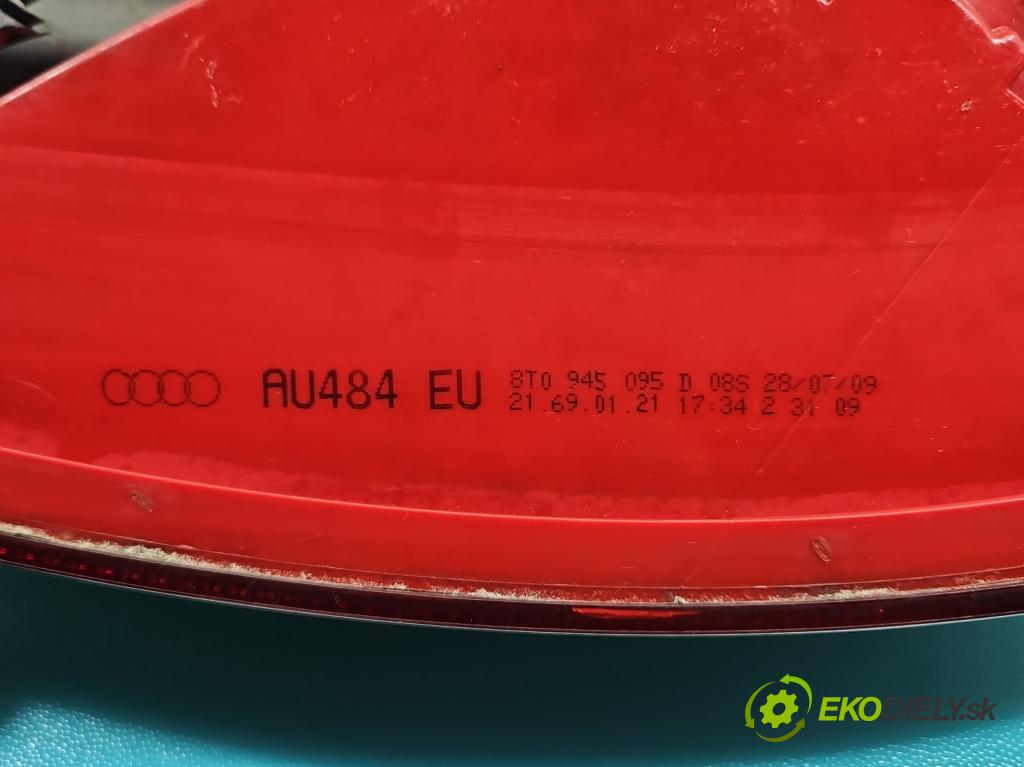 AU484 EU
8T0 945 095 D 08S 28/07/09
21.69.01.21 17:34 2 31 09
EKODIELY.sk